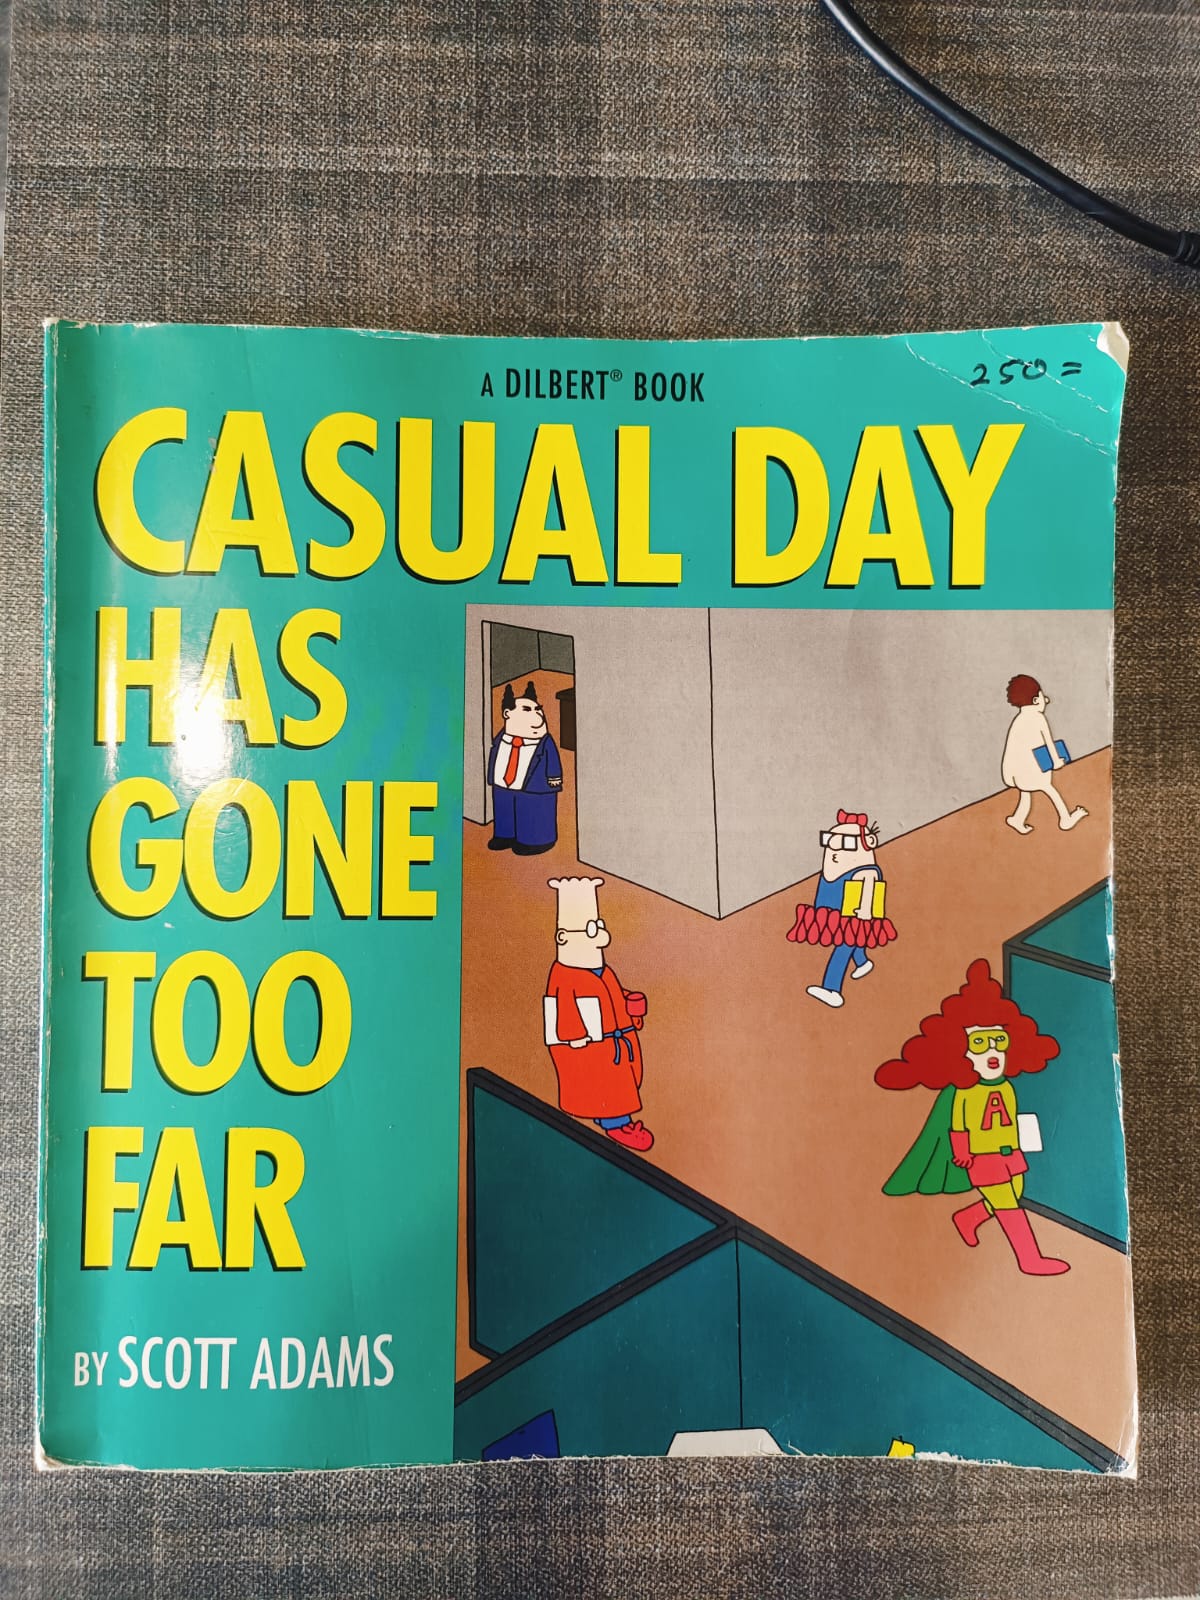 A DILBERT® BOOK
250=
CASUAL DAY
HAS
GONE
TOO
FAR
BY SCOTT ADAMS
A